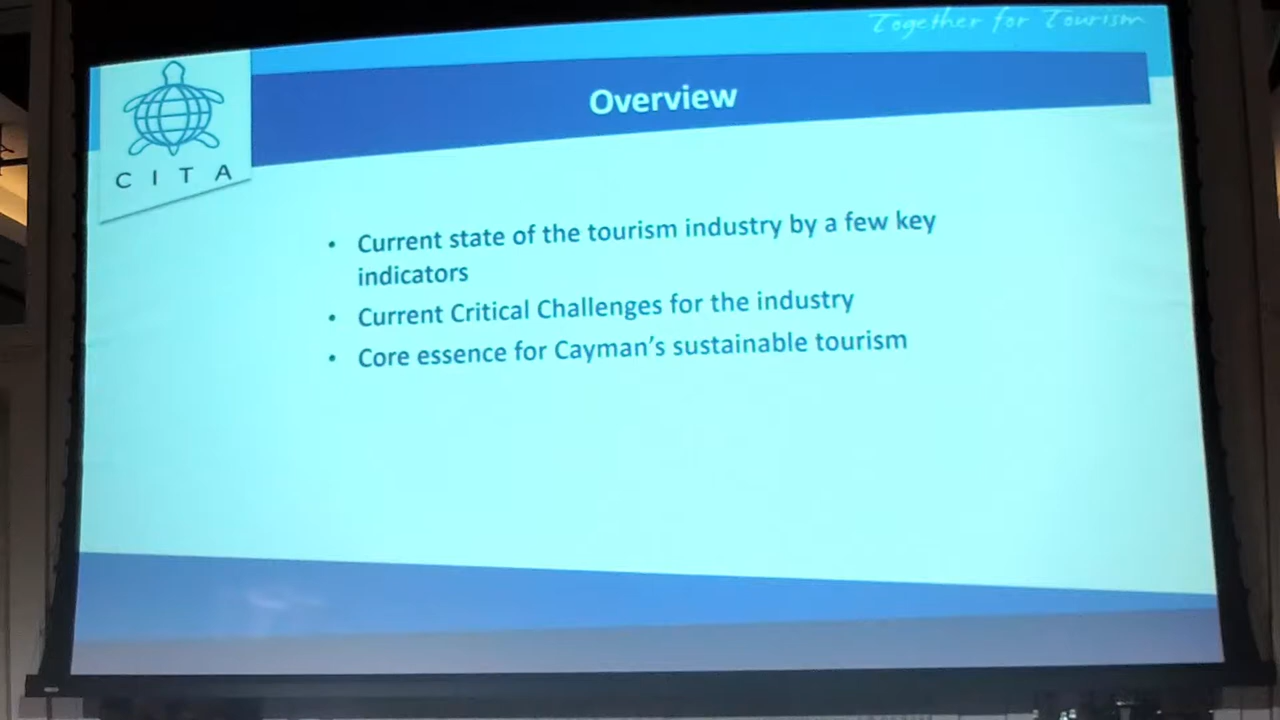 Together for Tourism
Overview
C I T A
• Current state of the tourism industry by a few key
indicators
• Current Critical Challenges for the industry
• Core essence for Cayman's sustainable tourism